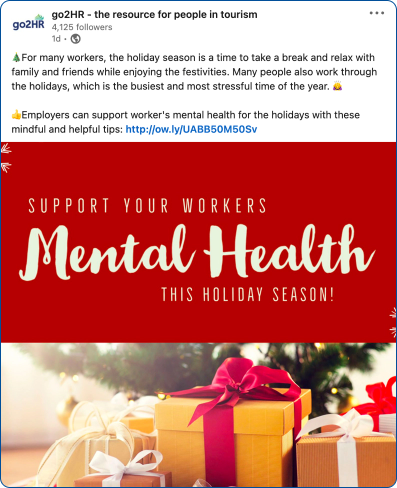 go2HR
go2HR - the resource for people in tourism
4,125 followers
1d •
🎄For many workers, the holiday season is a time to take a break and relax with
family and friends while enjoying the festivities. Many people also work through
the holidays, which is the busiest and most stressful time of the year. 🙇
👍Employers can support worker's mental health for the holidays with these
mindful and helpful tips: http://ow.ly/UABB50M50Sv
SUPPORT YOUR WORKERS
Mental Health
THIS HOLIDAY SEASON!